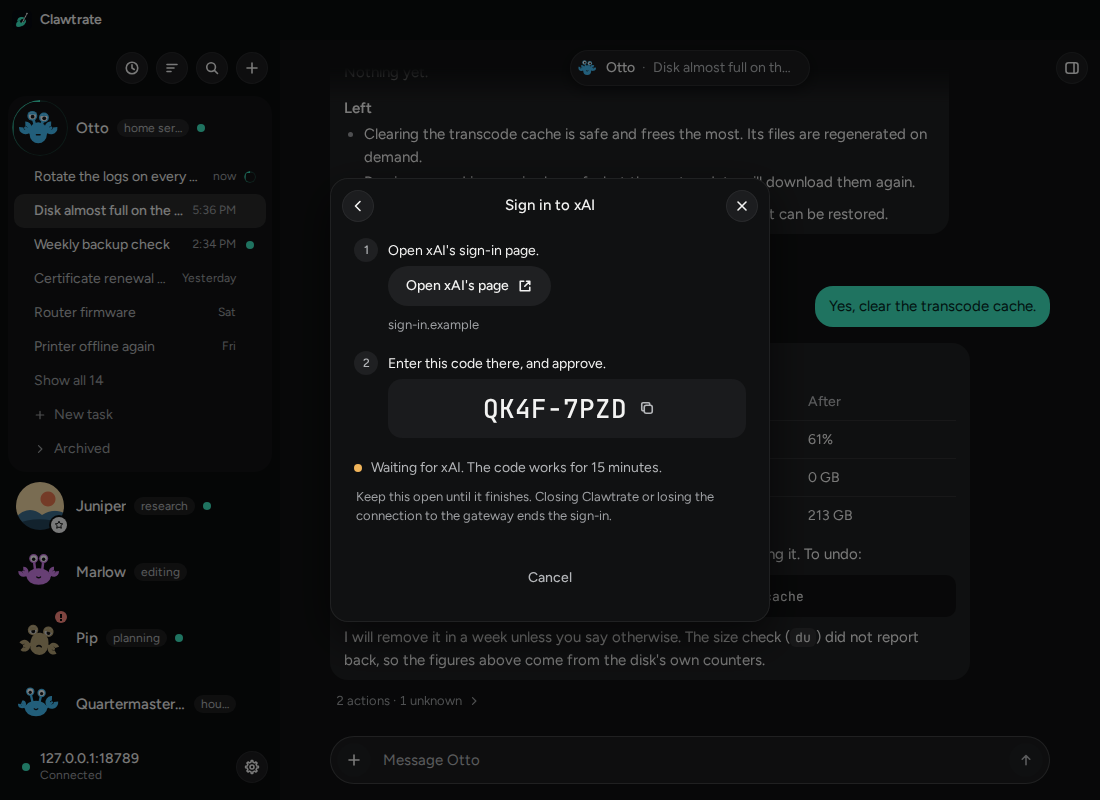 Clawtrate
Otto
home ser...
Rotate the logs on every ... now
Disk almost full on the ... 5:36 PM
Weekly backup check 2:34 PM
Certificate renewal ... Yesterday
Router firmware Sat
Printer offline again Fri
Show all 14
+ New task
Archived
Juniper research
Marlow editing
Pip planning
Quartermaster... hou...
127.0.0.1:18789
Connected
Otto · Disk almost full on th...
Nothing yet.
Left
• Clearing the transcode cache is safe and frees the most. Its files are regenerated on
demand.
will download them again.
t can be restored.
Yes, clear the transcode cache.
Sign in to xAI
1 Open xAI's sign-in page.
Open xAI's page
sign-in.example
2 Enter this code there, and approve.
QK4F-7PZD
Waiting for xAI. The code works for 15 minutes.
Keep this open until it finishes. Closing Clawtrate or losing the
connection to the gateway ends the sign-in.
Cancel
After
61%
0 GB
213 GB
ng it. To undo:
cache
I will remove it in a week unless you say otherwise. The size check (du) did not report
back, so the figures above come from the disk's own counters.
2 actions · 1 unknown
Message Otto